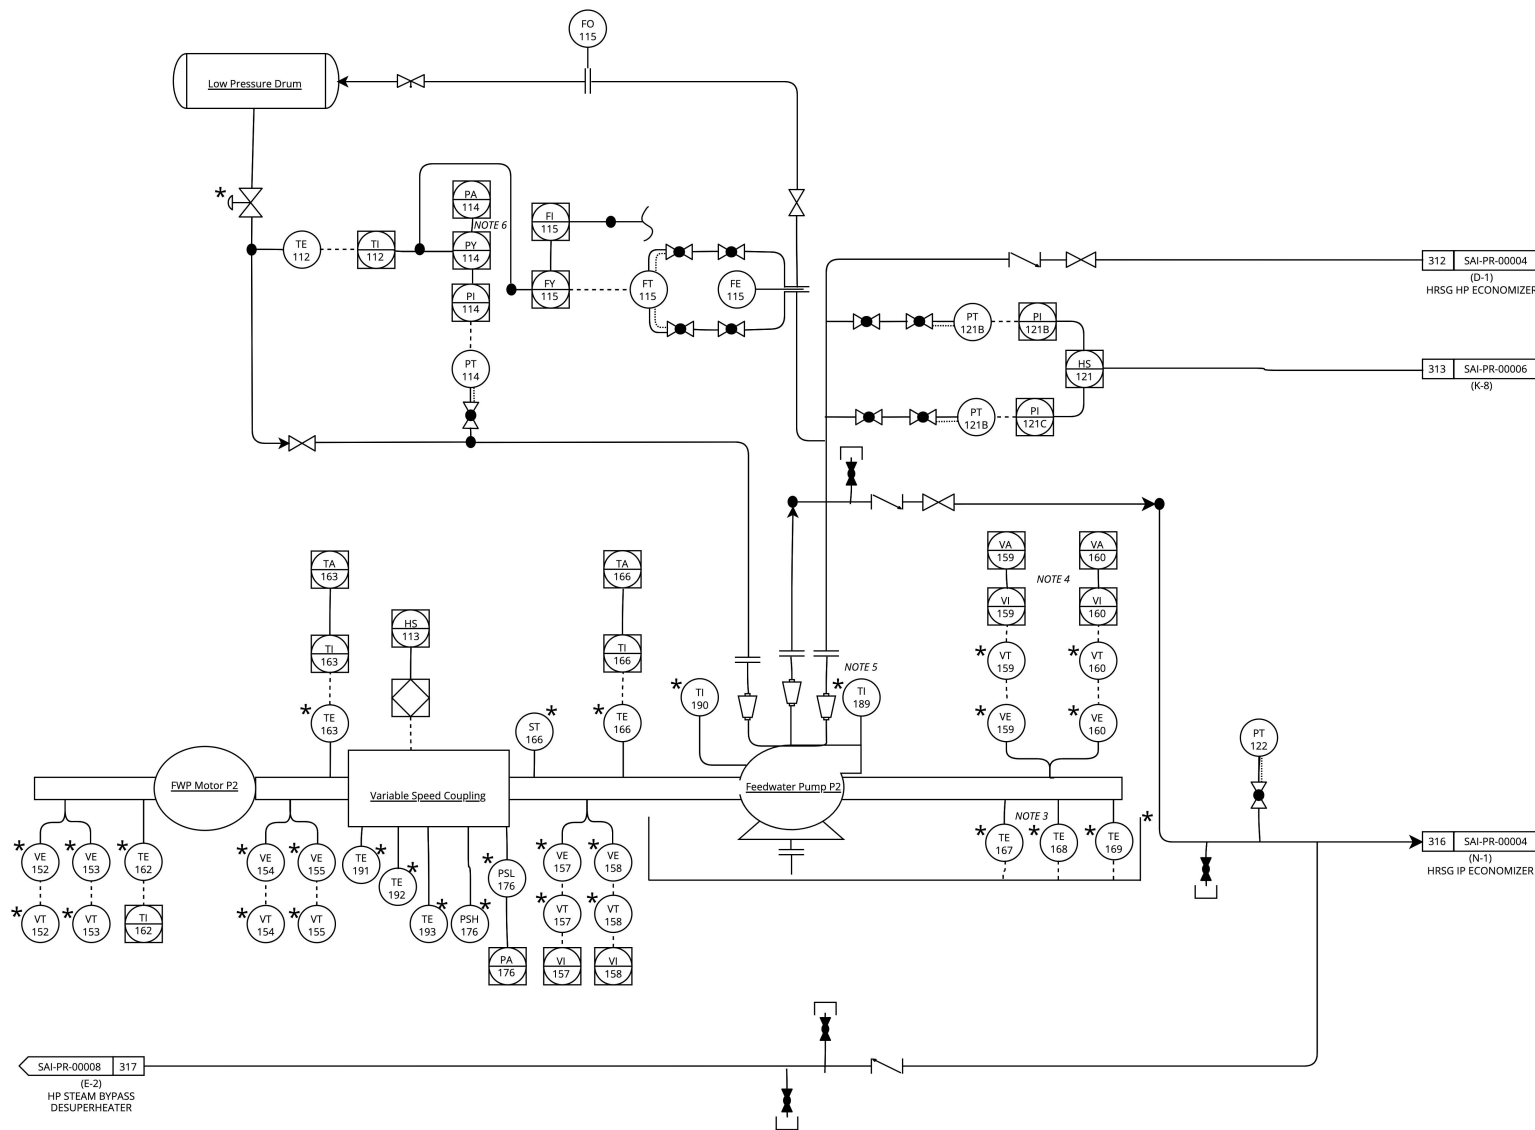 FO
115
Low Pressure Drum
*
TE
112
TI
112
PA
114
NOTE 6
PY
114
PI
114
PT
114
FI
115
FY
115
FT
115
FE
115
312 SAI-PR-00004
(D-1)
HRSG HP ECONOMIZER
PT
121B
PI
121B
HS
121
313 SAI-PR-00006
(K-8)
PT
121B
PI
121C
TA
163
TI
163
*
TE
163
HS
113
*
ST
166
TA
166
TI
166
*
TE
166
*
TI
190
NOTE 5
*
TI
189
VA
159
VA
160
NOTE 4
VI
159
VI
160
*
VT
159
*
VT
160
*
VE
159
*
VE
160
PT
122
FWP Motor P2
Variable Speed Coupling
Feedwater Pump P2
NOTE 3
*
TE
167
*
TE
168
*
TE
169
*
316 SAI-PR-00004
(N-1)
HRSG IP ECONOMIZER
*
VE
152
*
VE
153
*
TE
162
*
VT
152
*
VT
153
TI
162
*
VE
154
*
VE
155
*
VT
154
*
VT
155
*
TE
191
*
TE
192
*
TE
193
*
PSH
176
*
PSL
176
PA
176
*
VE
157
*
VE
158
*
VT
157
*
VT
158
VI
157
VI
158
SAI-PR-00008 317
(E-2)
HP STEAM BYPASS
DESUPERHEATER